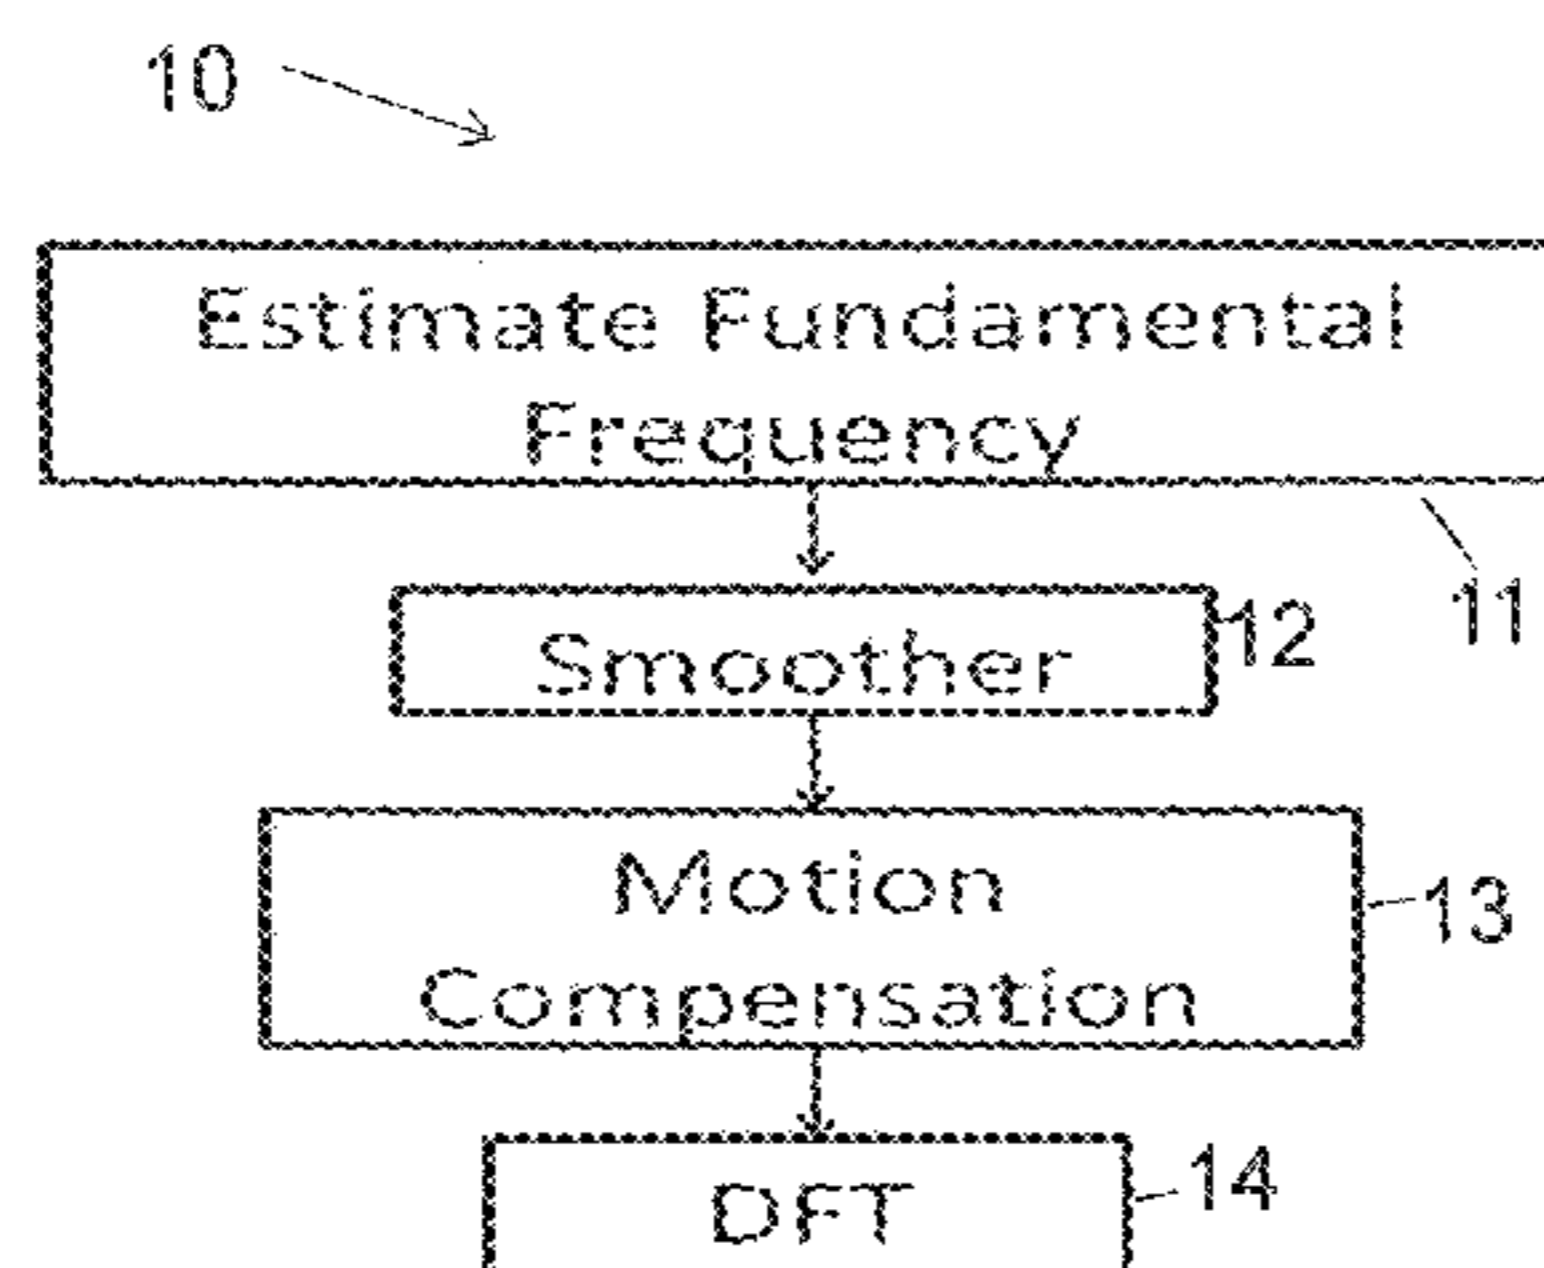 10
Estimate Fundamental
Frequency
11
Smoother
12
Motion
Compensation
13
DFT
14